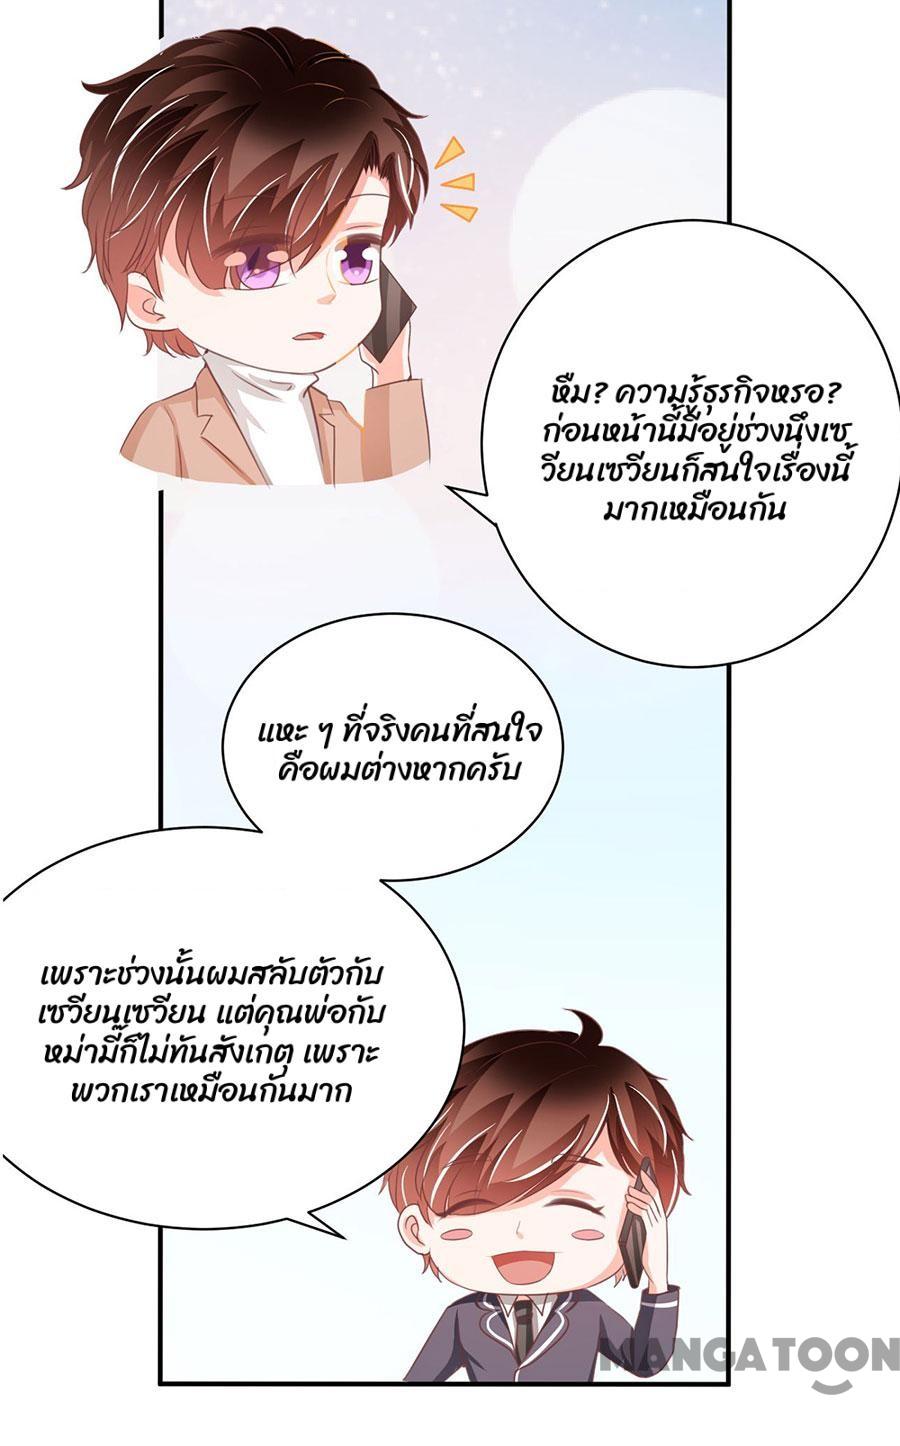 หืม? ความรู้ธุรกิจหรอ?
ก่อนหน้านี้มีอยู่ช่วงนึงเซ
วียนเซวียนก็สนใจเรื่องนี้
มากเหมือนกัน
แหะ ๆ ที่จริงคนที่สนใจ
คือผมต่างหากครับ
เพราะช่วงนั้นผมสลับตัวกับ
เซวียนเซวียน แต่คุณพ่อกับ
หม่ามี๊ก็ไม่ทันสังเกตุ เพราะ
พวกเราเหมือนกันมาก
MANGATOON